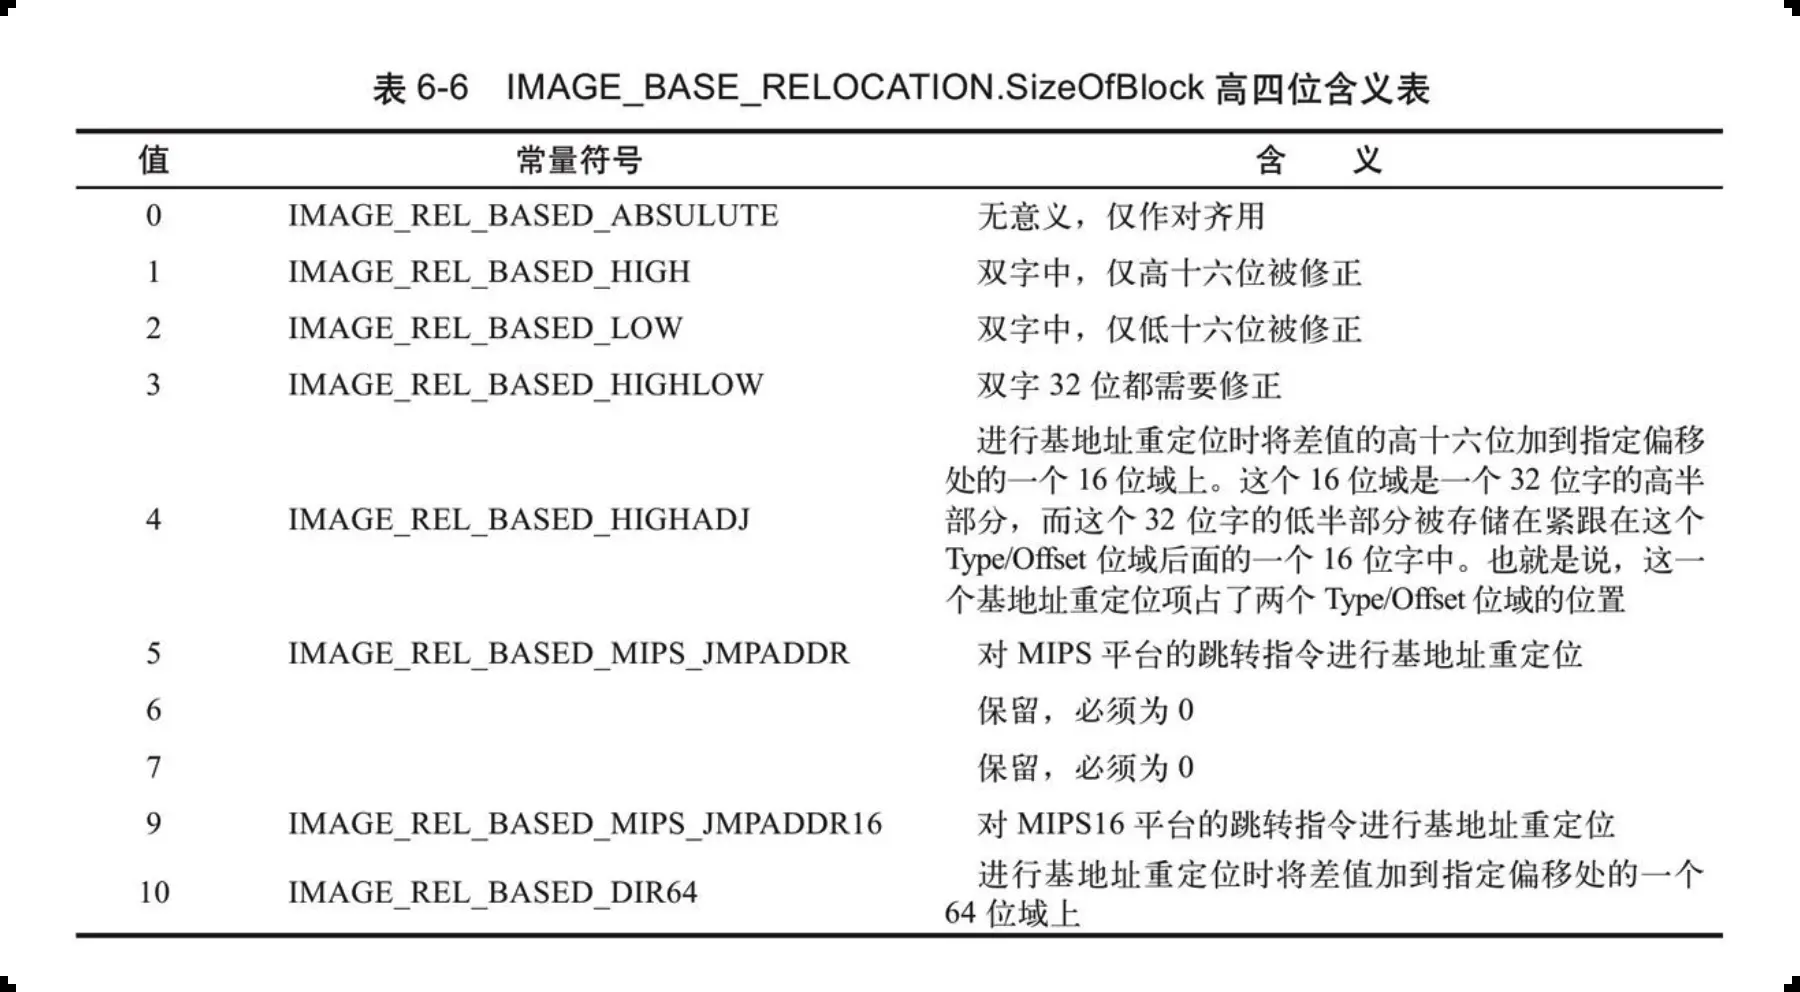 表 6-6 IMAGE_BASE_RELOCATION.SizeOfBlock 高四位含义表
值 常量符号 含 义
0 IMAGE_REL_BASED_ABSULUTE 无意义，仅作对齐用
1 IMAGE_REL_BASED_HIGH 双字中，仅高十六位被修正
2 IMAGE_REL_BASED_LOW 双字中，仅低十六位被修正
3 IMAGE_REL_BASED_HIGHLOW 双字 32 位都需要修正
4 IMAGE_REL_BASED_HIGHADJ 进行基地址重定位时将差值的高十六位加到指定偏移
处的一个 16 位域上。这个 16 位域是一个 32 位字的高半
部分，而这个 32 位字的低半部分被存储在紧跟在这个
Type/Offset 位域后面的一个 16 位字中。也就是说，这一
个基地址重定位项占了两个 Type/Offset 位域的位置
5 IMAGE_REL_BASED_MIPS_JMPADDR 对 MIPS 平台的跳转指令进行基地址重定位
6 保留，必须为 0
7 保留，必须为 0
9 IMAGE_REL_BASED_MIPS_JMPADDR16 对 MIPS16 平台的跳转指令进行基地址重定位
10 IMAGE_REL_BASED_DIR64 进行基地址重定位时将差值加到指定偏移处的一个
64 位域上